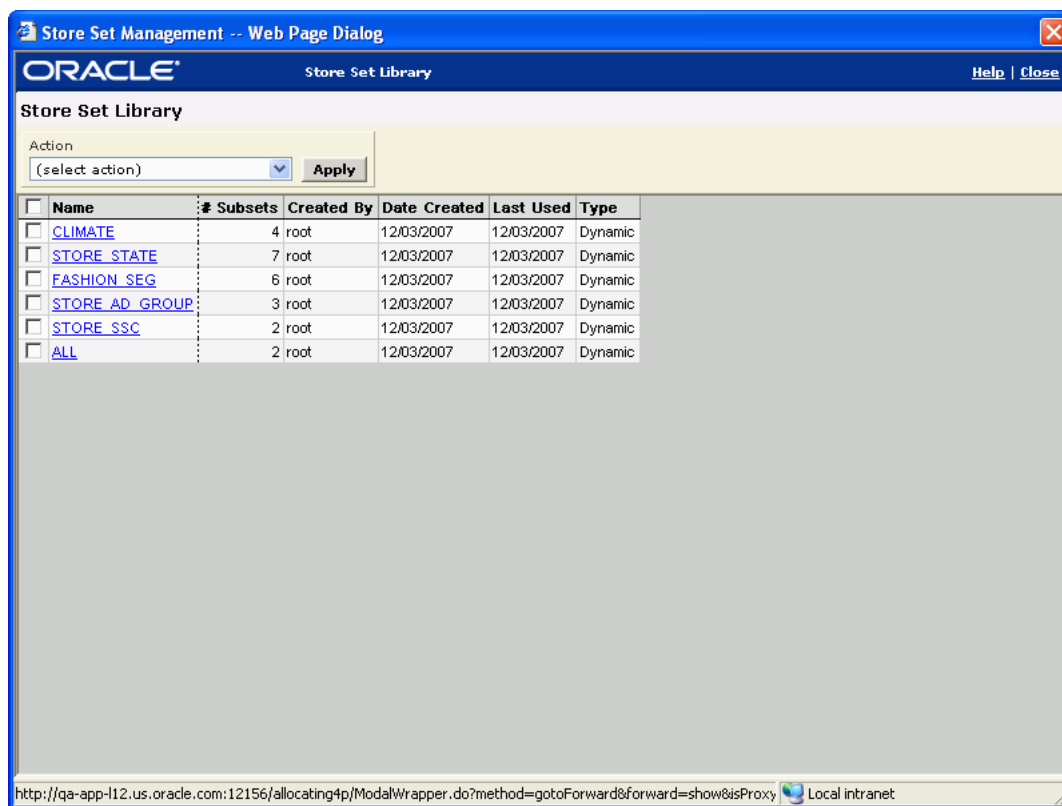 Store Set Management -- Web Page Dialog
ORACLE Store Set Library Help | Close
Store Set Library
Action
(select action) Apply
Name # Subsets Created By Date Created Last Used Type
CLIMATE 4 root 12/03/2007 12/03/2007 Dynamic
STORE_STATE 7 root 12/03/2007 12/03/2007 Dynamic
FASHION_SEG 6 root 12/03/2007 12/03/2007 Dynamic
STORE_AD_GROUP 3 root 12/03/2007 12/03/2007 Dynamic
STORE_SSC 2 root 12/03/2007 12/03/2007 Dynamic
ALL 2 root 12/03/2007 12/03/2007 Dynamic
http://qa-app-l12.us.oracle.com:12156/allocating4p/ModalWrapper.do?method=gotoForward&forward=show&isProxy Local intranet